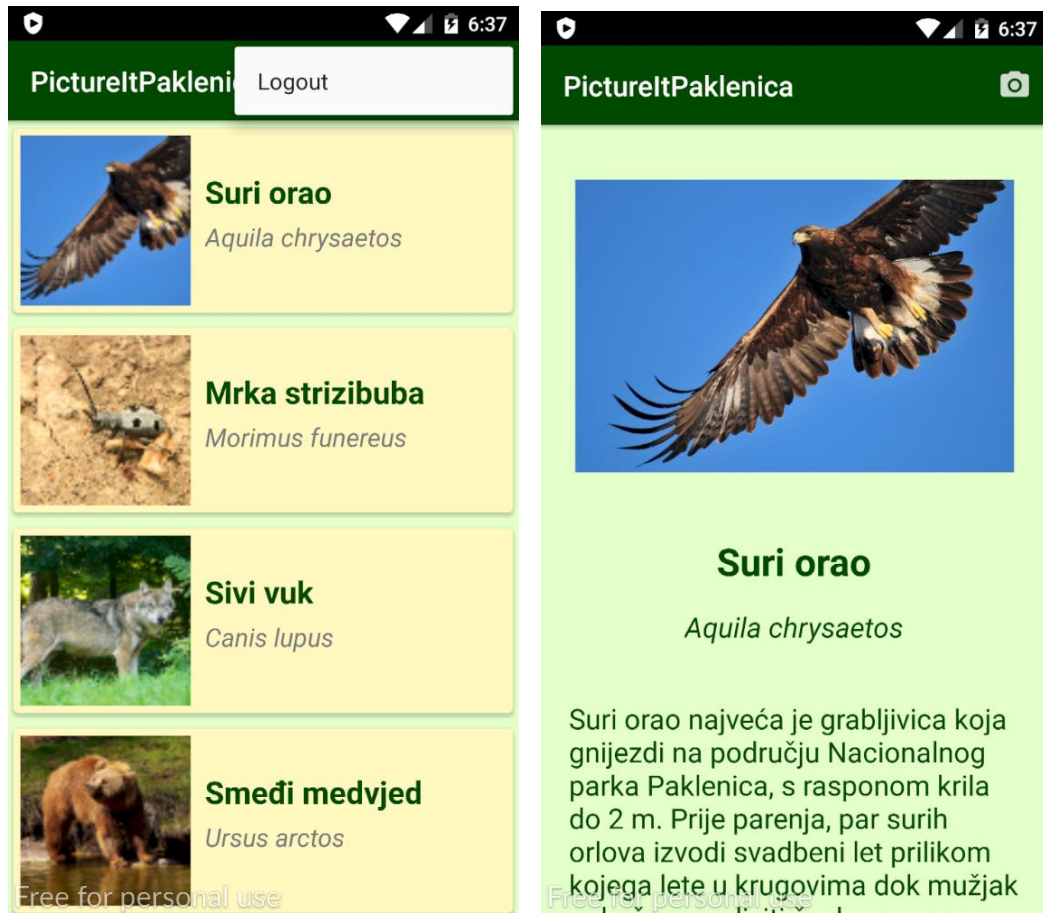 6:37
PictureItPakleni
Logout
Suri orao
Aquila chrysaetos
Mrka strizibuba
Morimus funereus
Sivi vuk
Canis lupus
Smeđi medvjed
Ursus arctos
Free for personal use
6:37
PictureItPaklenica
Suri orao
Aquila chrysaetos
Suri orao najveća je grabljivica koja
gnijezdi na području Nacionalnog
parka Paklenica, s rasponom krila
do 2 m. Prije parenja, par surih
orlova izvodi svadbeni let prilikom
kojega lete u krugovima dok mužjak
Free for personal use